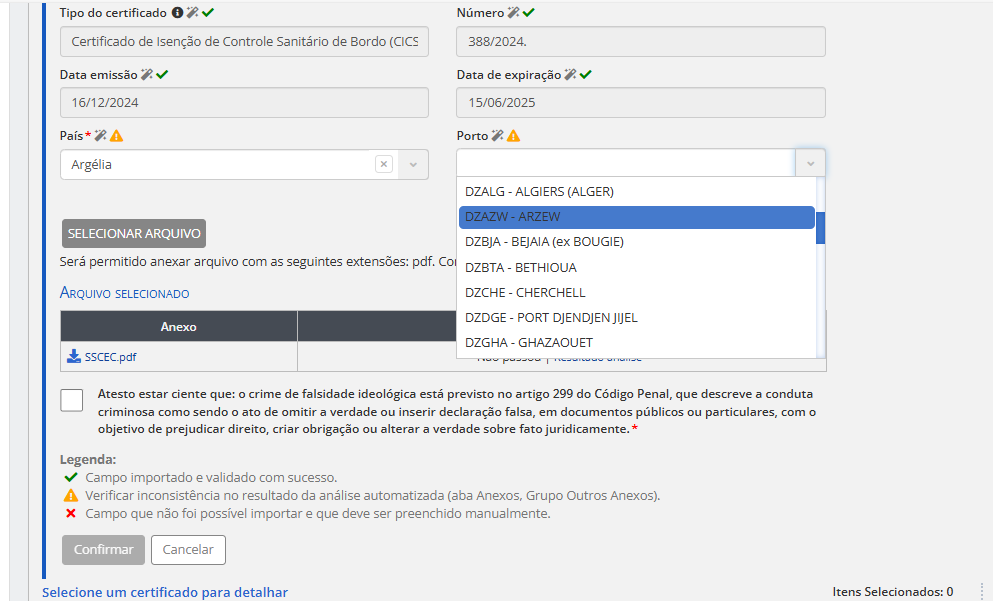 Tipo do certificado
Número
Certificado de Isenção de Controle Sanitário de Bordo (CICS
388/2024.
Data emissão
Data de expiração
16/12/2024
15/06/2025
País*
Porto
Argélia
DZALG - ALGIERS (ALGER)
DZAZW - ARZEW
DZBJA - BEJAIA (ex BOUGIE)
DZBTA - BETHIOUA
DZCHE - CHERCHELL
DZDGE - PORT DJENDJEN JIJEL
DZGHA - GHAZAOUET
SELECIONAR ARQUIVO
Será permitido anexar arquivo com as seguintes extensões: pdf. Co
ARQUIVO SELECIONADO
Anexo
SSCEC.pdf
Não passou | Resultado análise
Atesto estar ciente que: o crime de falsidade ideológica está previsto no artigo 299 do Código Penal, que descreve a conduta
criminosa como sendo o ato de omitir a verdade ou inserir declaração falsa, em documentos públicos ou particulares, com o
objetivo de prejudicar direito, criar obrigação ou alterar a verdade sobre fato juridicamente.*
Legenda:
Campo importado e validado com sucesso.
Verificar inconsistência no resultado da análise automatizada (aba Anexos, Grupo Outros Anexos).
Campo que não foi possível importar e que deve ser preenchido manualmente.
Confirmar
Cancelar
Selecione um certificado para detalhar
Itens Selecionados: 0